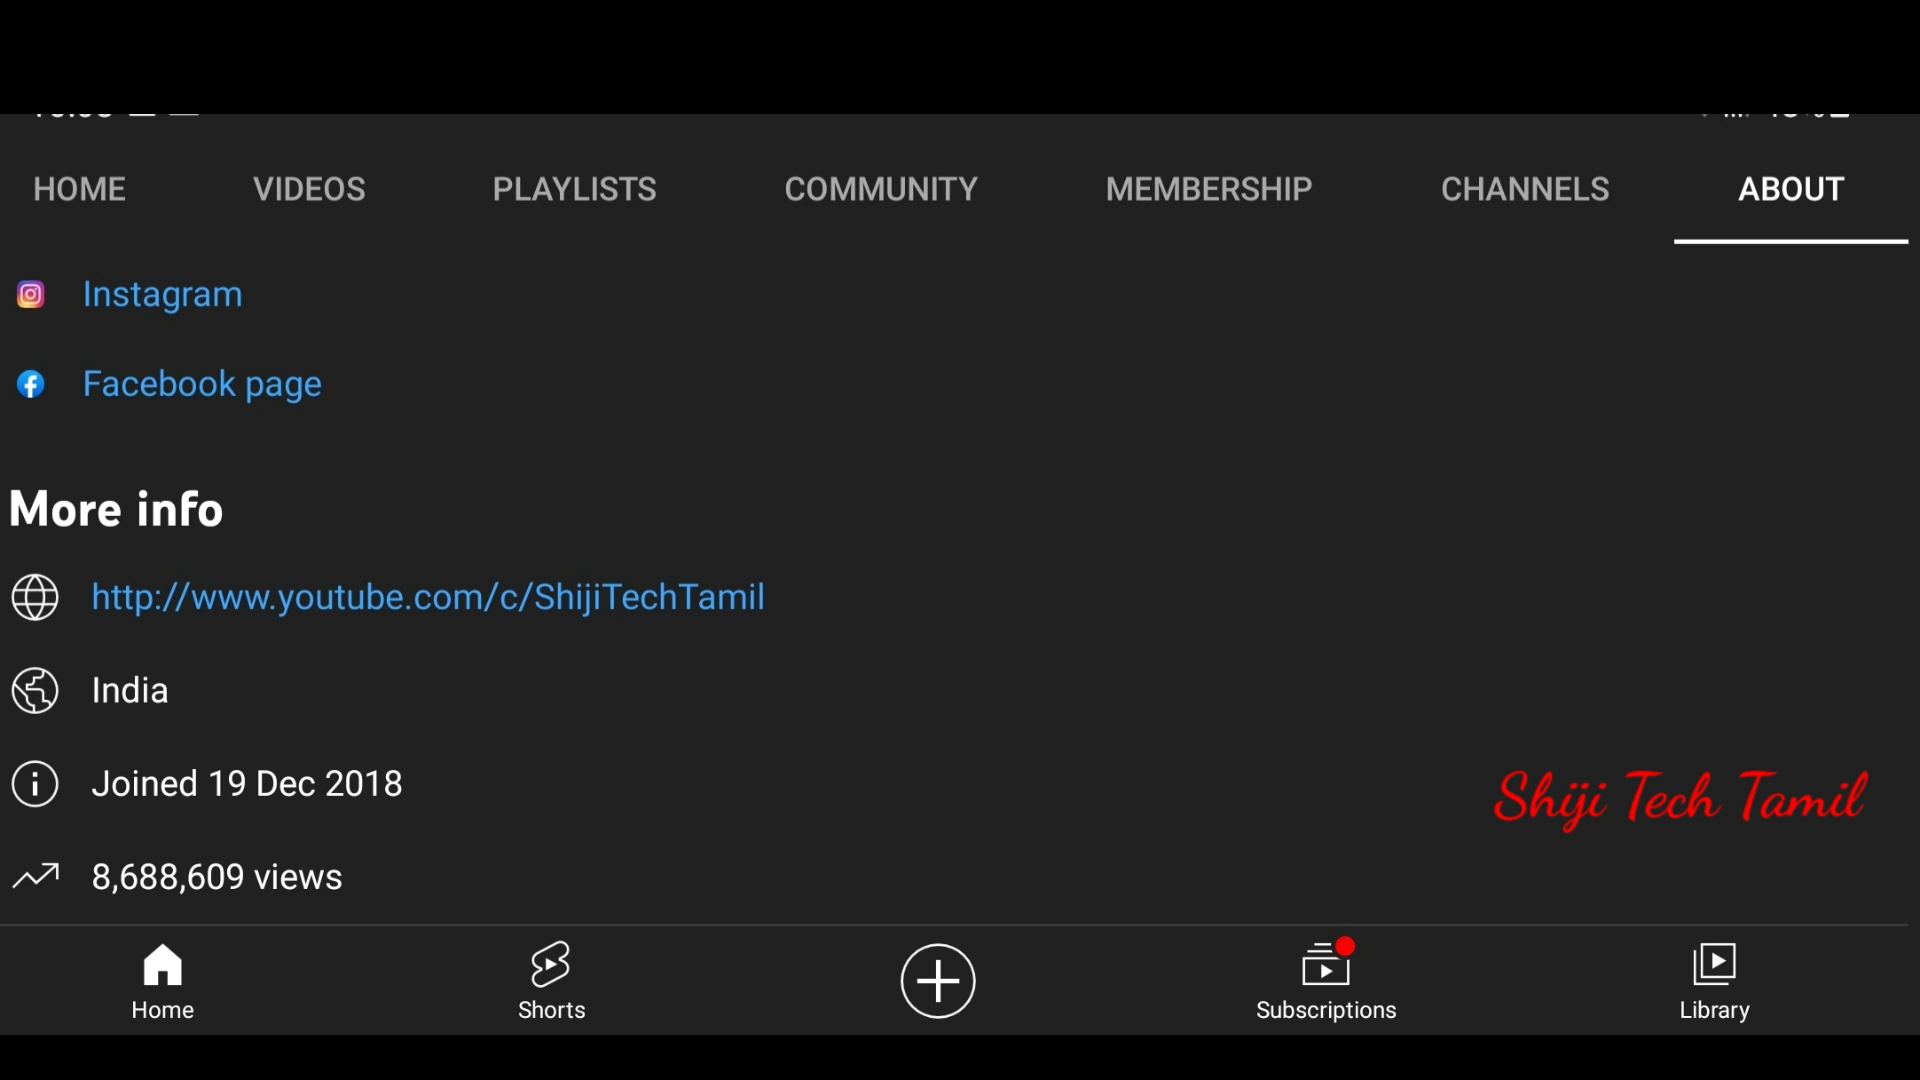 HOME VIDEOS PLAYLISTS COMMUNITY MEMBERSHIP CHANNELS ABOUT
Instagram
Facebook page
More info
http://www.youtube.com/c/ShijiTechTamil
India
Joined 19 Dec 2018
Shiji Tech Tamil
8,688,609 views
Home Shorts Subscriptions Library